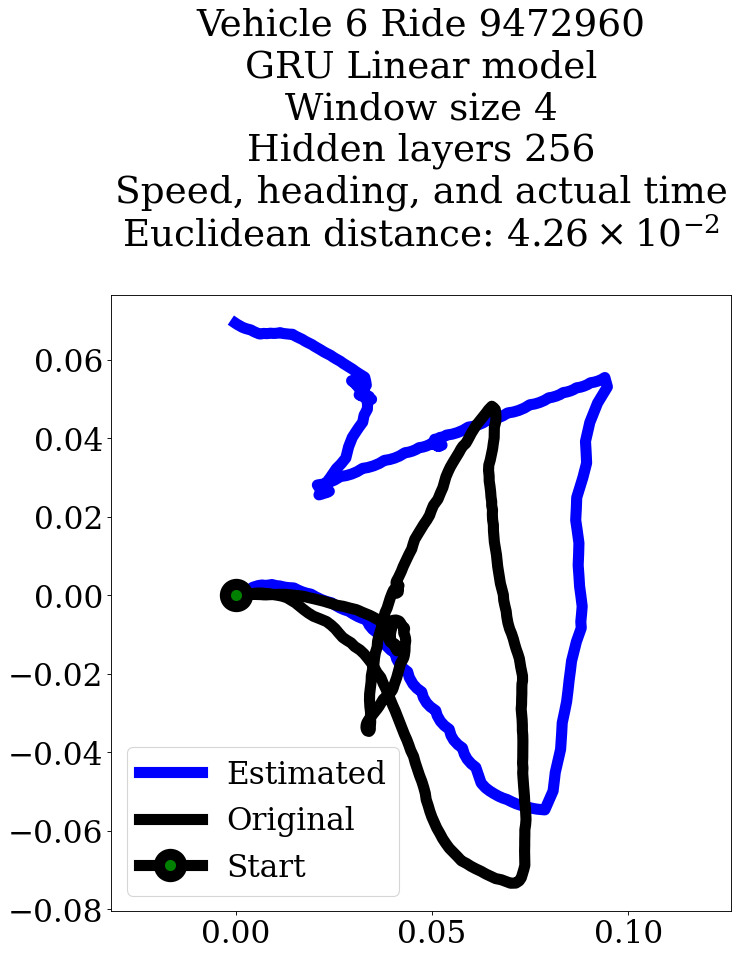 Vehicle 6 Ride 9472960
GRU Linear model
Window size 4
Hidden layers 256
Speed, heading, and actual time
Euclidean distance: 4.26 × 10⁻²
0.06
0.04
0.02
0.00
−0.02
−0.04
−0.06
−0.08
Estimated
Original
Start
0.00 0.05 0.10